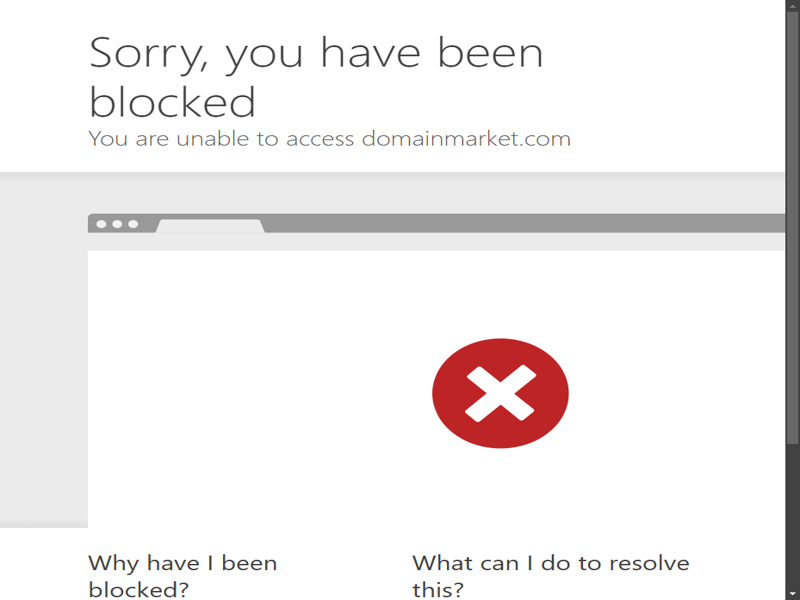 Sorry, you have been
blocked
You are unable to access domainmarket.com
Why have I been
blocked?
What can I do to resolve
this?